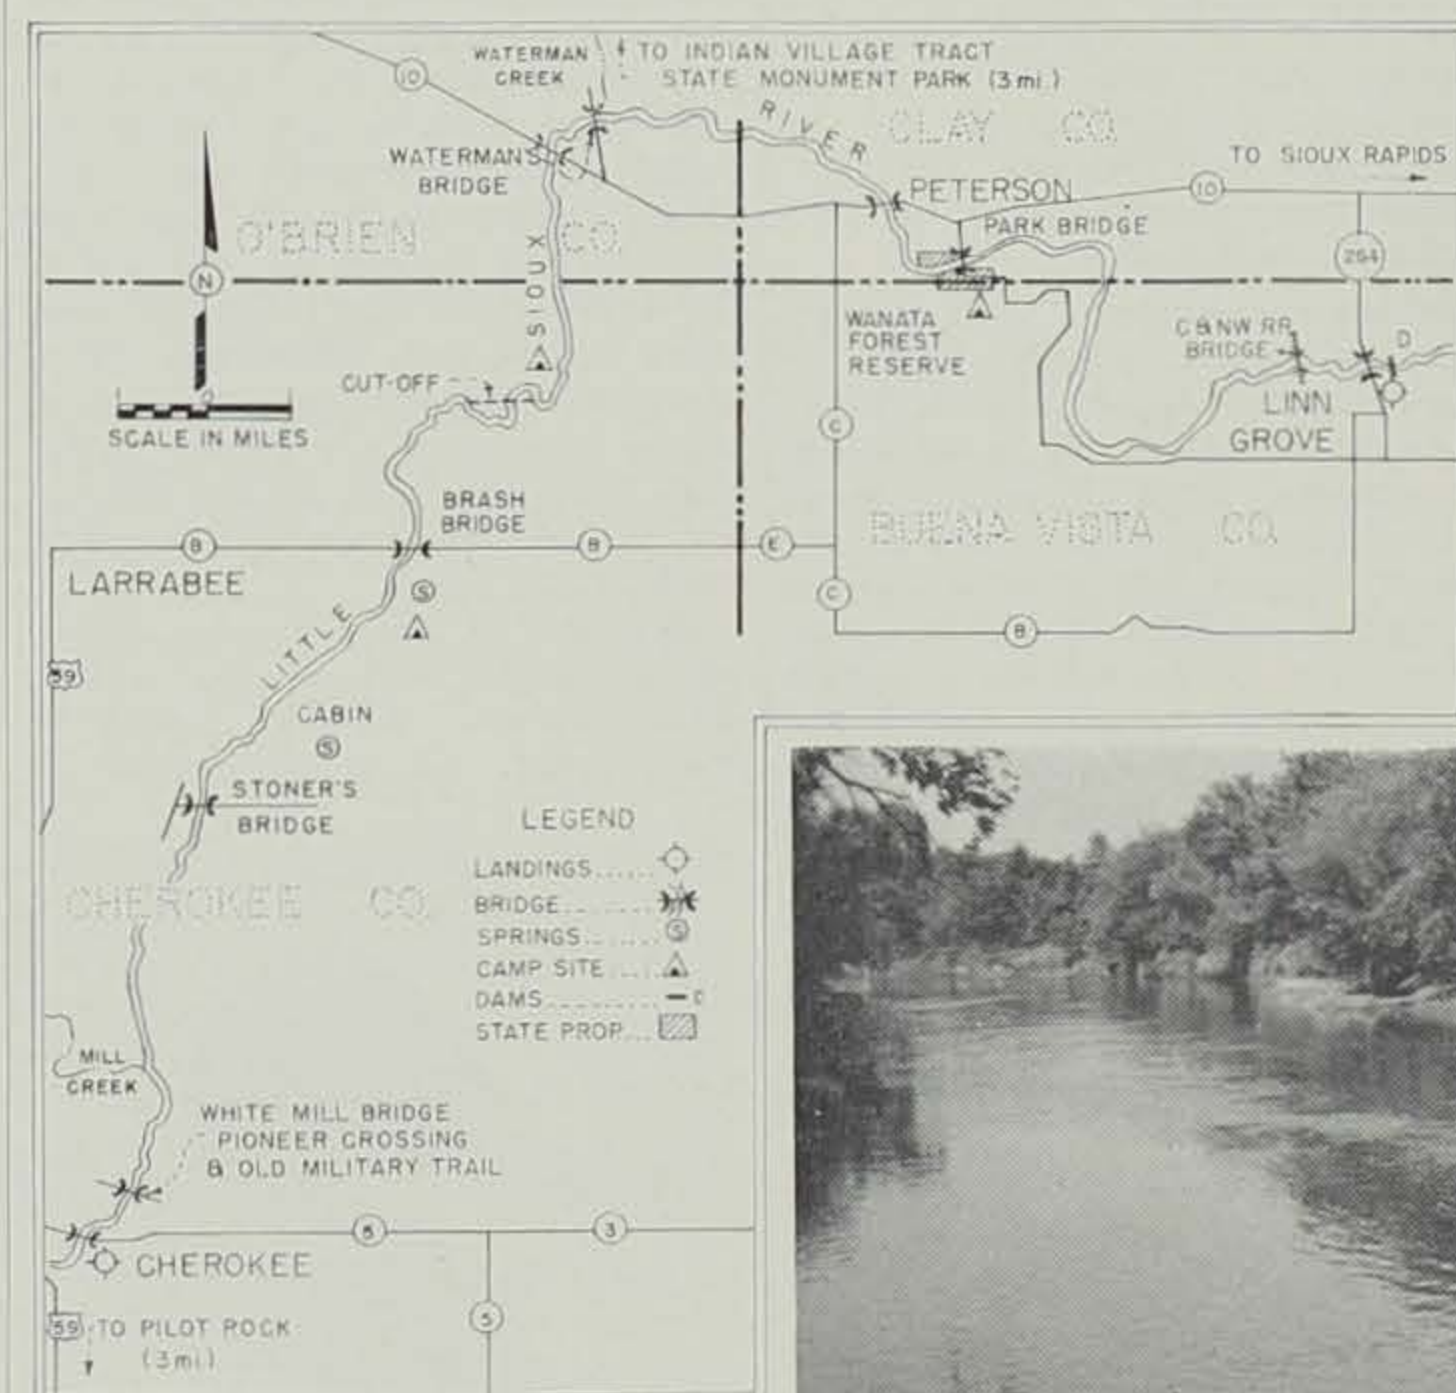 WATERMAN
CREEK
TO INDIAN VILLAGE TRACT
STATE MONUMENT PARK (3 mi.)
10
RIVER
CLAY CO.
WATERMAN'S
BRIDGE
TO SIOUX RAPIDS
PETERSON
10
PARK BRIDGE
O'BRIEN CO.
SIOUX
264
N
WANATA
FOREST
RESERVE
C & NW RR
BRIDGE
D
CUT-OFF
LINN
GROVE
SCALE IN MILES
C
BRASH
BRIDGE
BUENA VISTA CO.
B
B
E
LARRABEE
S
C
LITTLE
B
59
CABIN
S
STONER'S
BRIDGE
LEGEND
LANDINGS......
BRIDGE.........
SPRINGS........
S
CHEROKEE CO.
CAMP SITE.....
DAMS...........
D
STATE PROP....
MILL
CREEK
WHITE MILL BRIDGE
PIONEER CROSSING
& OLD MILITARY TRAIL
3
CHEROKEE
5
59
TO PILOT ROCK
(3 mi.)